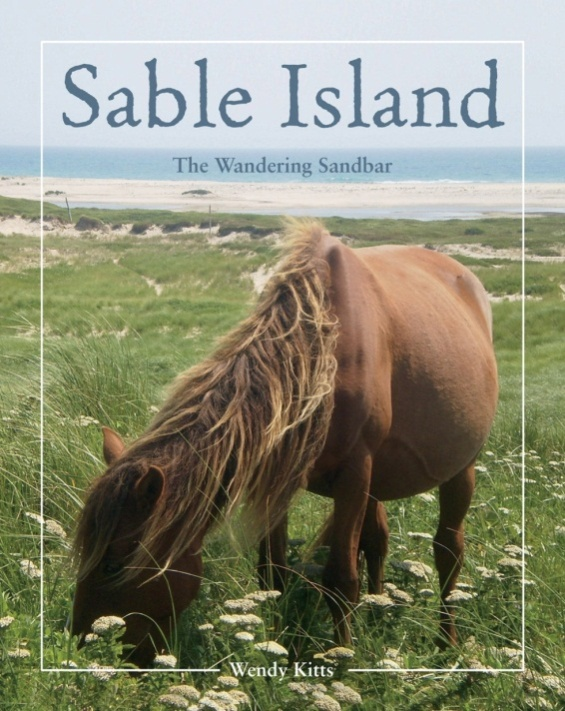 Sable Island
The Wandering Sandbar
Wendy Kitts